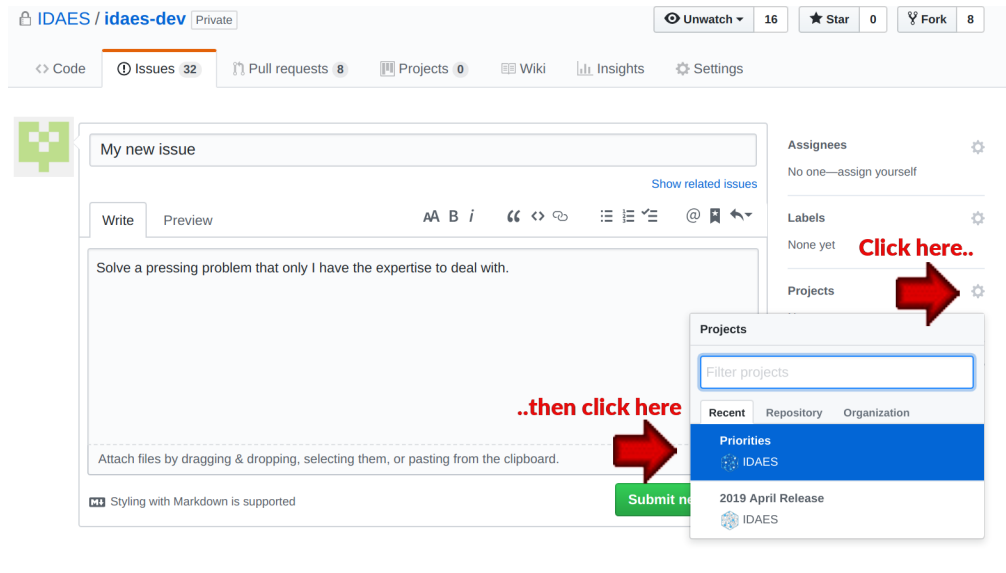 IDAES / idaes-dev Private Unwatch 16 Star 0 Fork 8
Code Issues 32 Pull requests 8 Projects 0 Wiki Insights Settings
My new issue
Show related issues
Write Preview AA B i
Solve a pressing problem that only I have the expertise to deal with.
Attach files by dragging & dropping, selecting them, or pasting from the clipboard.
Styling with Markdown is supported
Submit ne
Assignees
No one—assign yourself
Labels
None yet
Click here..
Projects
..then click here
Projects
Filter projects
Recent Repository Organization
Priorities
IDAES
2019 April Release
IDAES